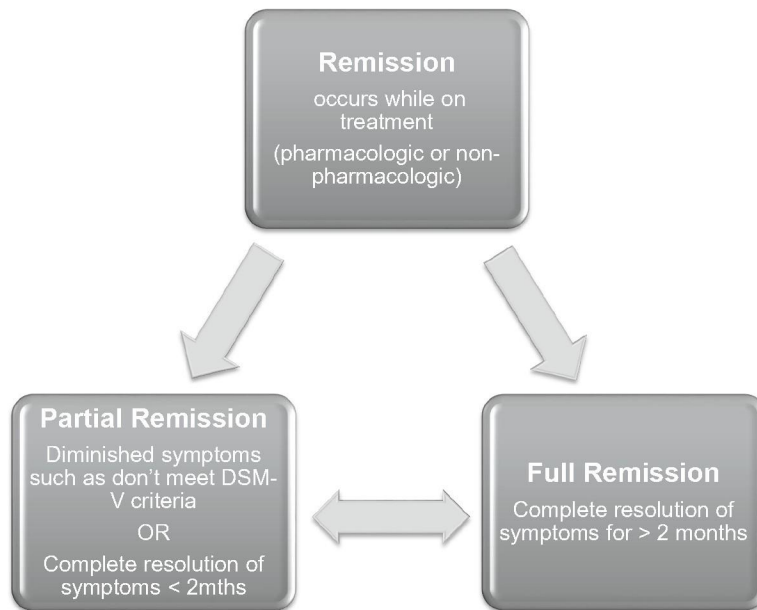 Remission
occurs while on
treatment
(pharmacologic or non-
pharmacologic)
Partial Remission
Diminished symptoms
such as don't meet DSM-
V criteria
OR
Complete resolution of
symptoms < 2mths
Full Remission
Complete resolution of
symptoms for > 2 months